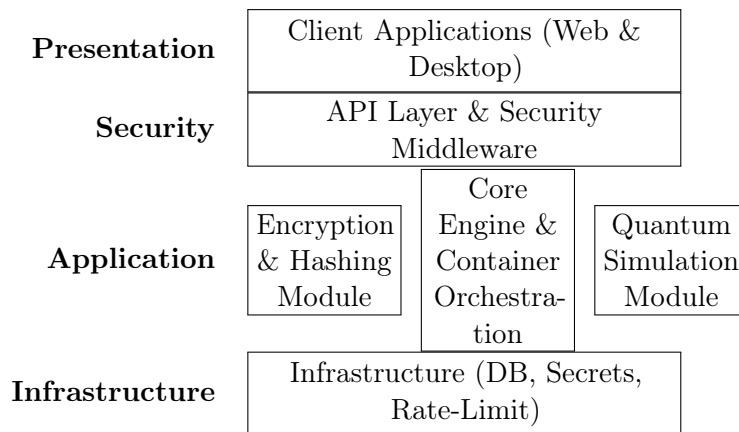 Presentation
Client Applications (Web &
Desktop)
Security
API Layer & Security
Middleware
Application
Encryption
& Hashing
Module
Core
Engine &
Container
Orchestra-
tion
Quantum
Simulation
Module
Infrastructure
Infrastructure (DB, Secrets,
Rate-Limit)